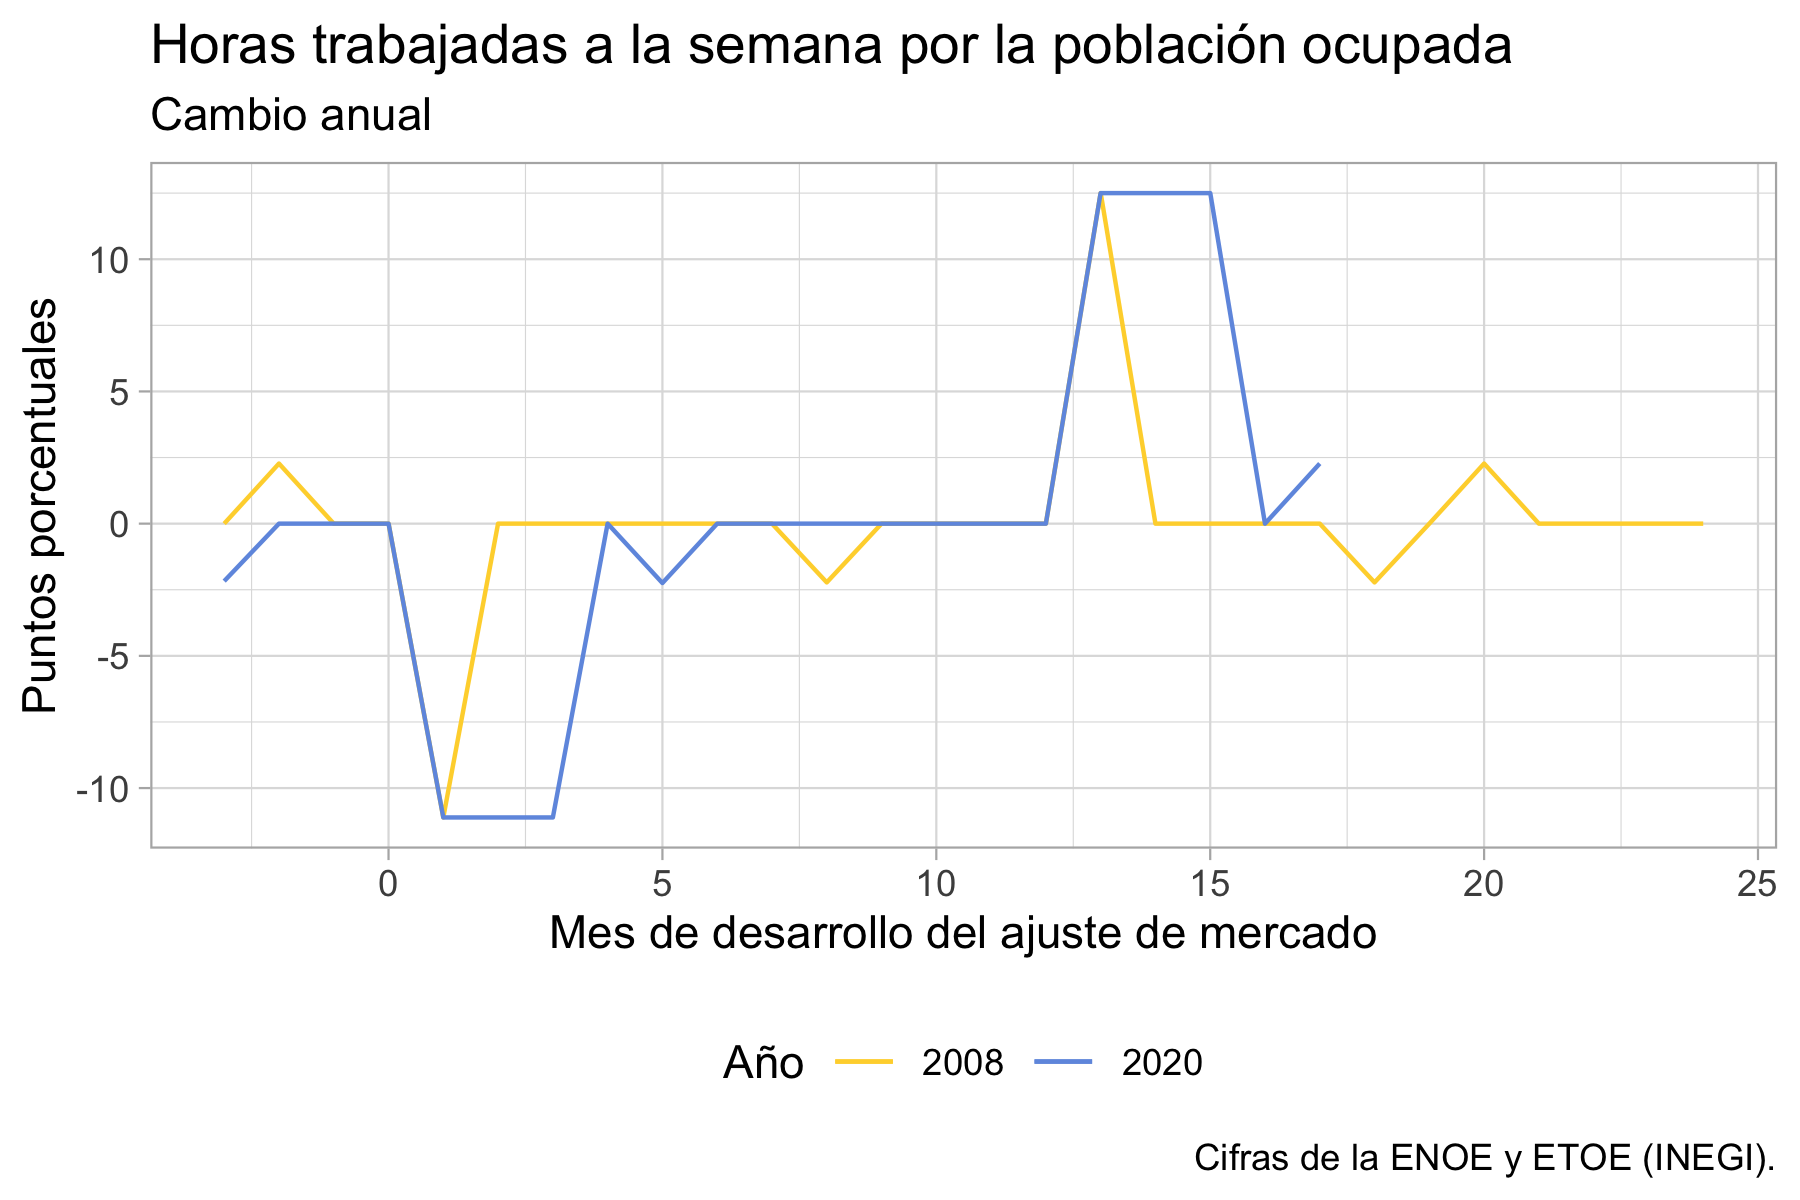 Horas trabajadas a la semana por la población ocupada
Cambio anual
Puntos porcentuales
10
5
0
-5
-10
0 5 10 15 20 25
Mes de desarrollo del ajuste de mercado
Año 2008 2020
Cifras de la ENOE y ETOE (INEGI).